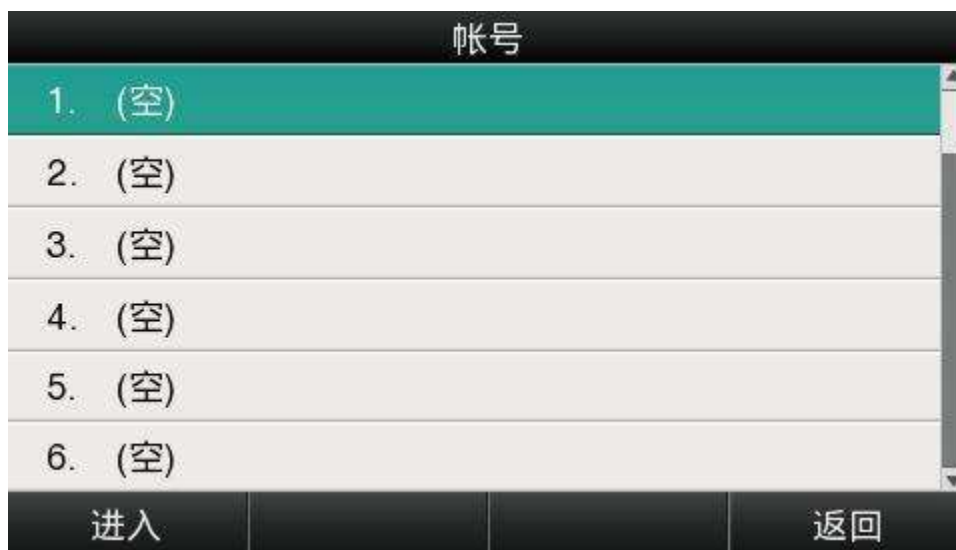 帐号
1. (空)
2. (空)
3. (空)
4. (空)
5. (空)
6. (空)
进入 返回